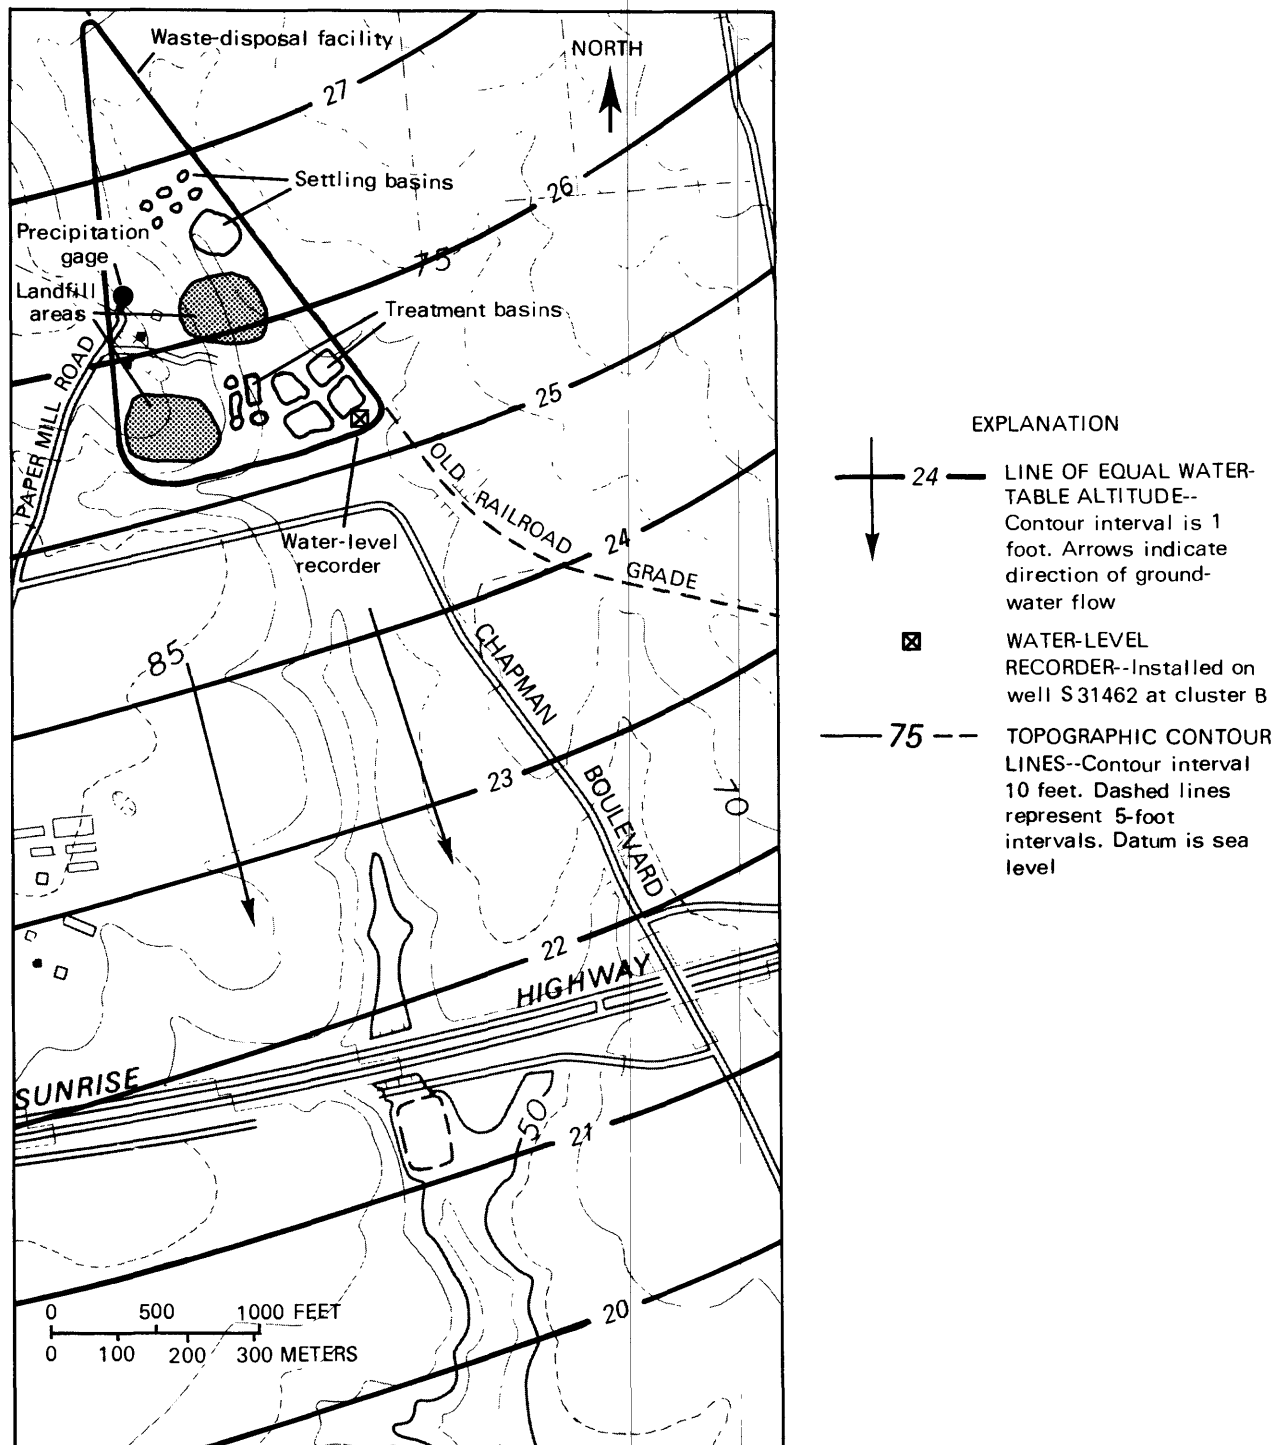 Waste-disposal facility
NORTH
27
26
Settling basins
Precipitation
gage
75
Landfill
areas
Treatment basins
PAPER MILL ROAD
25
OLD RAILROAD GRADE
Water-level
recorder
24
85
CHAPMAN BOULEVARD
23
70
22
SUNRISE HIGHWAY
50
21
20
0 500 1000 FEET
0 100 200 300 METERS
EXPLANATION
24
LINE OF EQUAL WATER-
TABLE ALTITUDE--
Contour interval is 1
foot. Arrows indicate
direction of ground-
water flow
WATER-LEVEL
RECORDER--Installed on
well S31462 at cluster B
75
TOPOGRAPHIC CONTOUR
LINES--Contour interval
10 feet. Dashed lines
represent 5-foot
intervals. Datum is sea
level